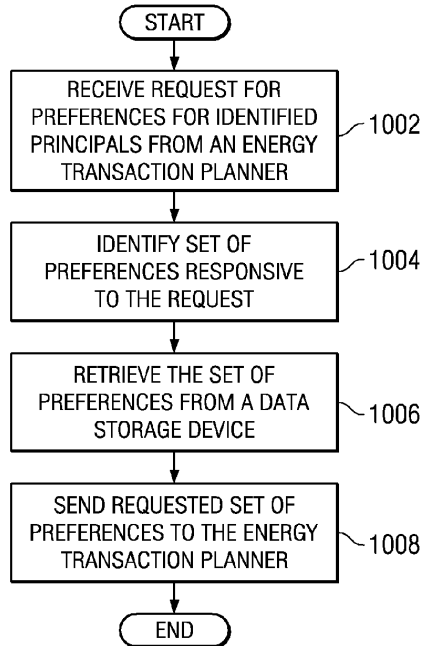 START
RECEIVE REQUEST FOR
PREFERENCES FOR IDENTIFIED
PRINCIPALS FROM AN ENERGY
TRANSACTION PLANNER
1002
IDENTIFY SET OF
PREFERENCES RESPONSIVE
TO THE REQUEST
1004
RETRIEVE THE SET OF
PREFERENCES FROM A DATA
STORAGE DEVICE
1006
SEND REQUESTED SET OF
PREFERENCES TO THE ENERGY
TRANSACTION PLANNER
1008
END